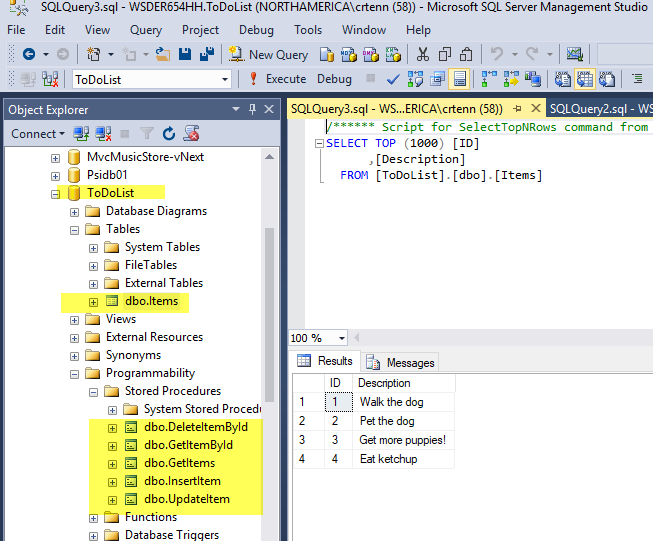 SQLQuery3.sql - WSDER654HH.ToDoList (NORTHAMERICA\crtenn (58)) - Microsoft SQL Server Management Studio
File Edit View Query Project Debug Tools Window Help
New Query MDX DMX XMLA DAX
ToDoList Execute Debug
Object Explorer
Connect
MvcMusicStore-vNext
Psidb01
ToDoList
Database Diagrams
Tables
System Tables
FileTables
External Tables
dbo.Items
Views
External Resources
Synonyms
Programmability
Stored Procedures
System Stored Proced
dbo.DeleteItemById
dbo.GetItemById
dbo.GetItems
dbo.InsertItem
dbo.UpdateItem
Functions
Database Triggers
SQLQuery3.sql - WS...ERICA\crtenn (58)) SQLQuery2.sql - WS
/****** Script for SelectTopNRows command from
SELECT TOP (1000) [ID]
,[Description]
FROM [ToDoList].[dbo].[Items]
100 %
Results Messages
ID Description
1 1 Walk the dog
2 2 Pet the dog
3 3 Get more puppies!
4 4 Eat ketchup